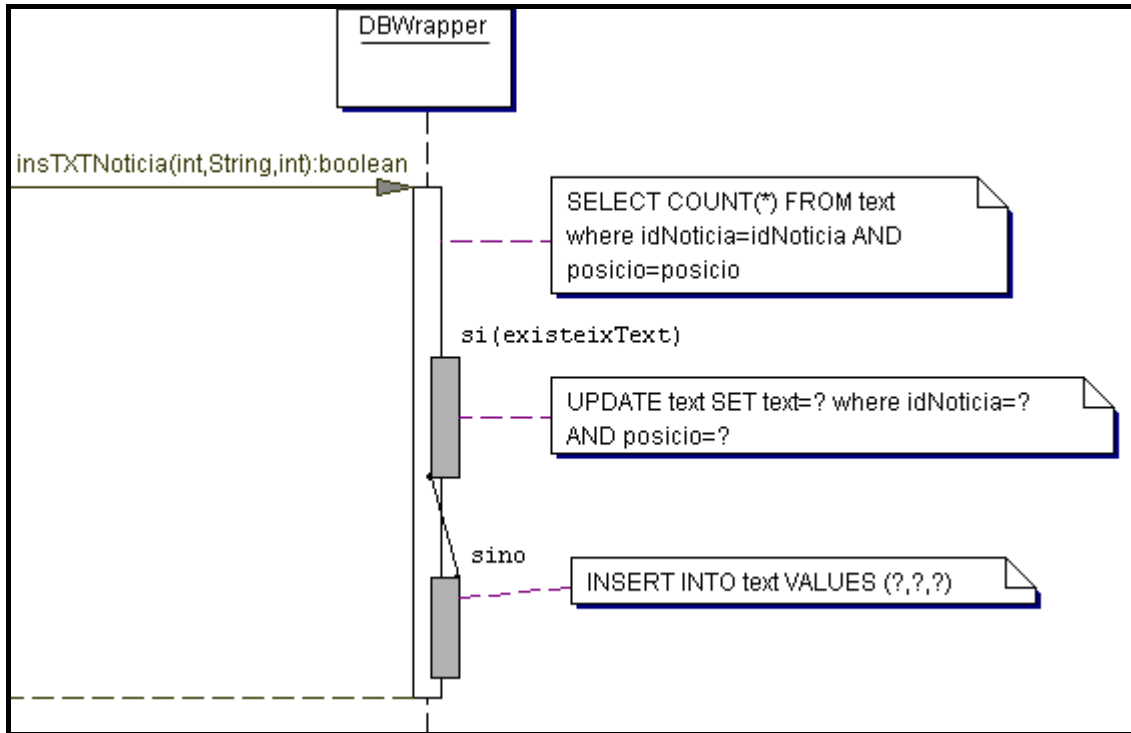 DBWrapper
insTXTNoticia(int,String,int):boolean
SELECT COUNT(*) FROM text
where idNoticia=idNoticia AND
posicio=posicio
si(existeixText)
UPDATE text SET text=? where idNoticia=?
AND posicio=?
sino
INSERT INTO text VALUES (?,?,?)